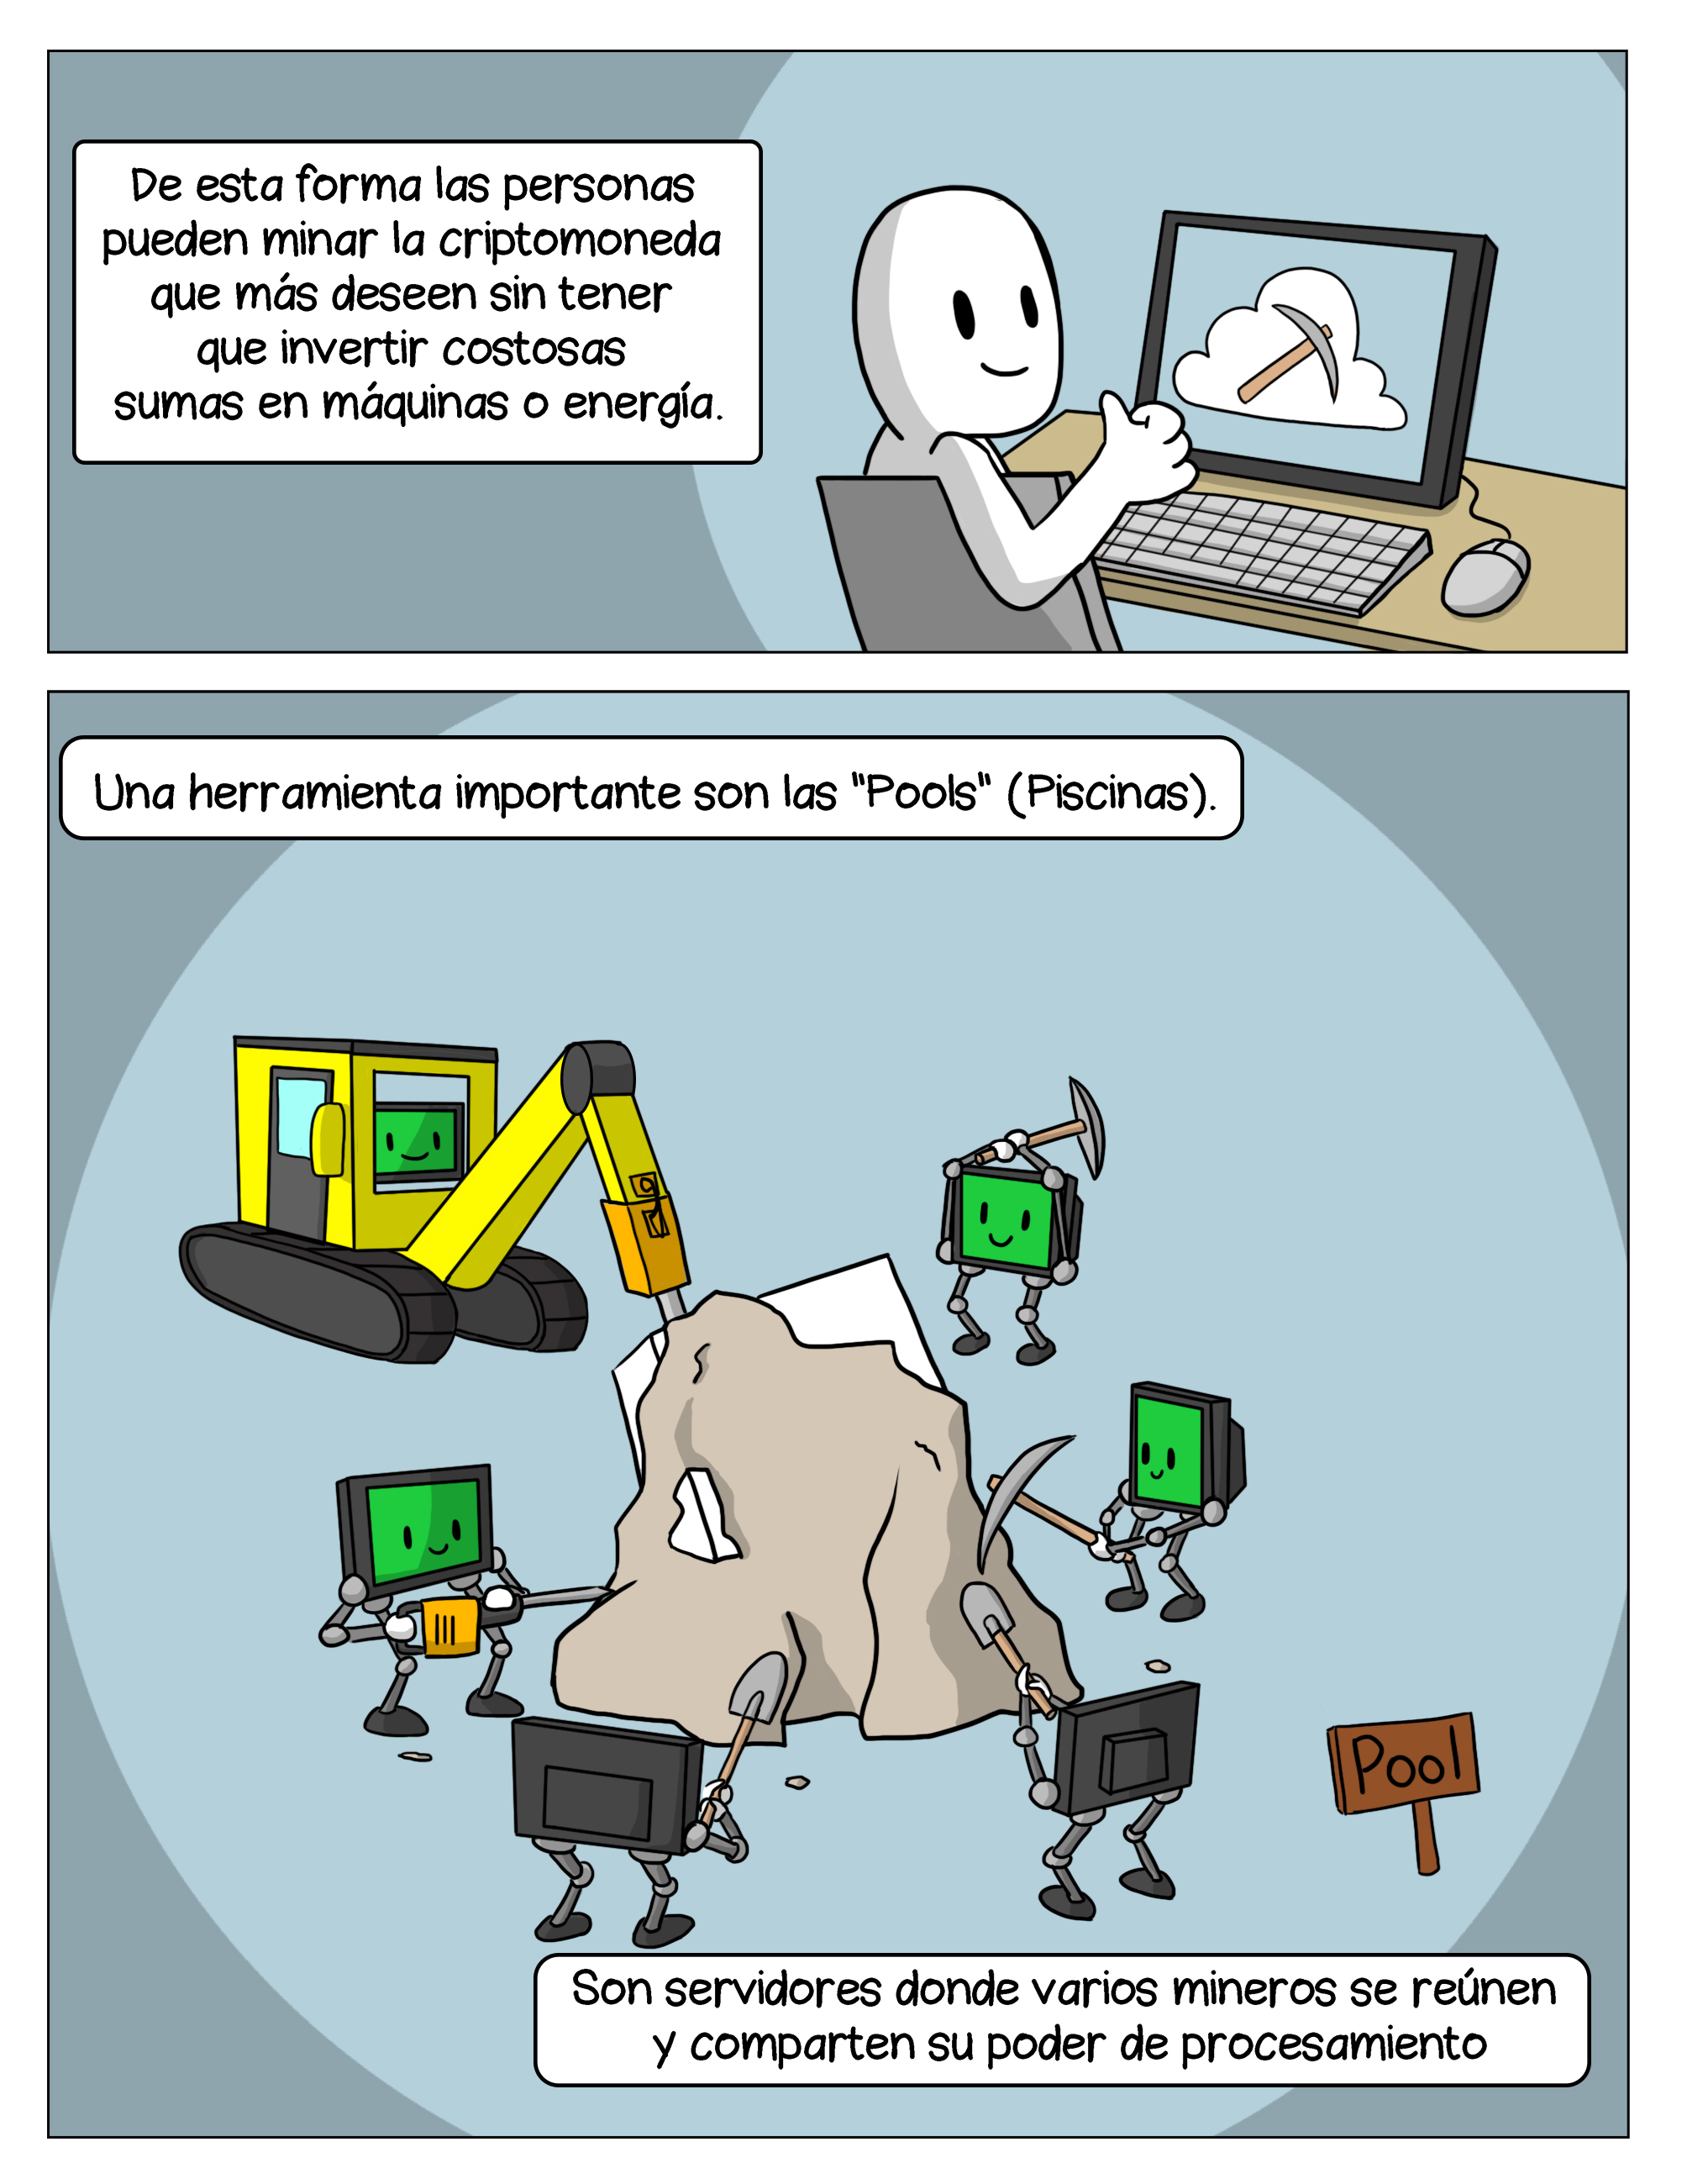 De esta forma las personas
pueden minar la criptomoneda
que más deseen sin tener
que invertir costosas
sumas en máquinas o energía.
Una herramienta importante son las "Pools" (Piscinas).
Pool
Son servidores donde varios mineros se reúnen
y comparten su poder de procesamiento